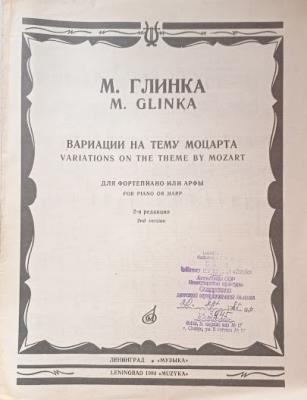 М. ГЛИНКА
M. GLINKA
ВАРИАЦИИ НА ТЕМУ МОЦАРТА
VARIATIONS ON THE THEME BY MOZART
ДЛЯ ФОРТЕПИАНО ИЛИ АРФЫ
FOR PIANO OR HARP
2-я редакция
2nd version
ЛЕНИНГРАД • «МУЗЫКА»
LENINGRAD 1984 «MUZYKA»